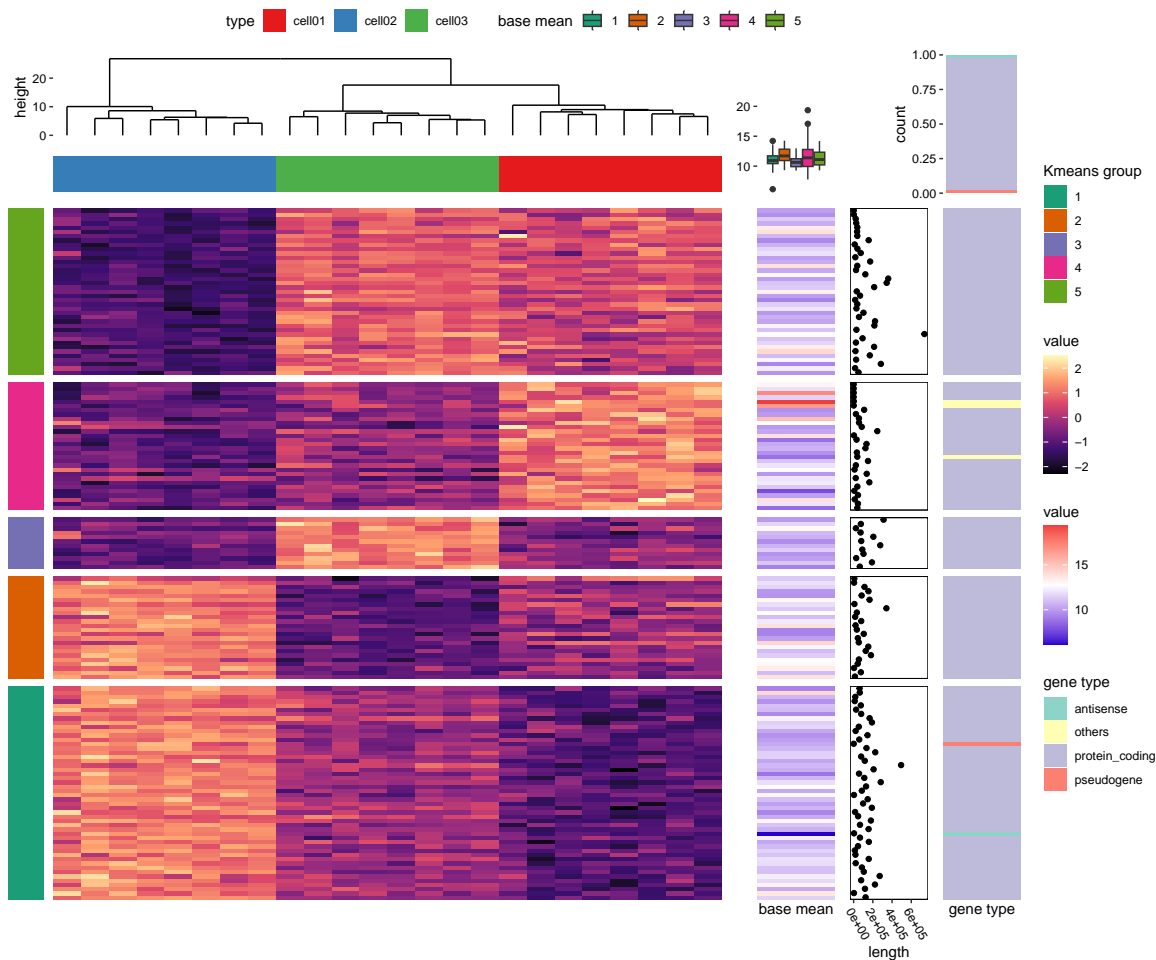 type cell01 cell02 cell03 base mean 1 2 3 4 5
height
20
10
0
20
15
10
count
1.00
0.75
0.50
0.25
0.00
Kmeans group
1
2
3
4
5
value
2
1
0
−1
−2
value
15
10
gene type
antisense
others
protein_coding
pseudogene
base mean
0e+00
2e+05
4e+05
6e+05
length
gene type